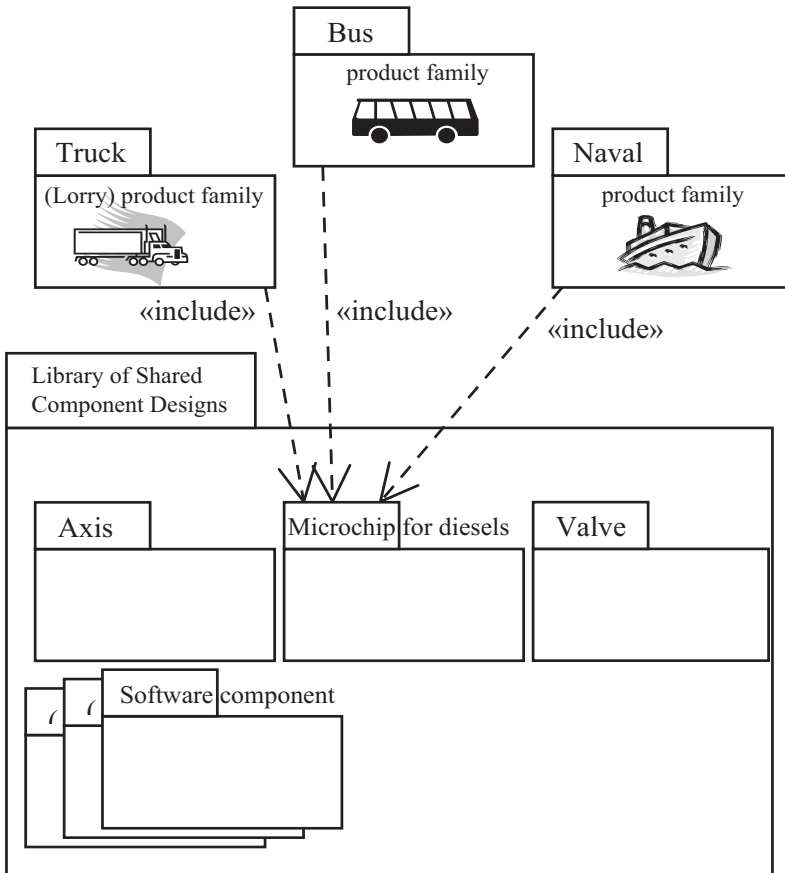 Bus
product family
Truck
(Lorry) product family
Naval
product family
«include»
«include»
«include»
Library of Shared
Component Designs
Axis
Microchip for diesels
Valve
Software component